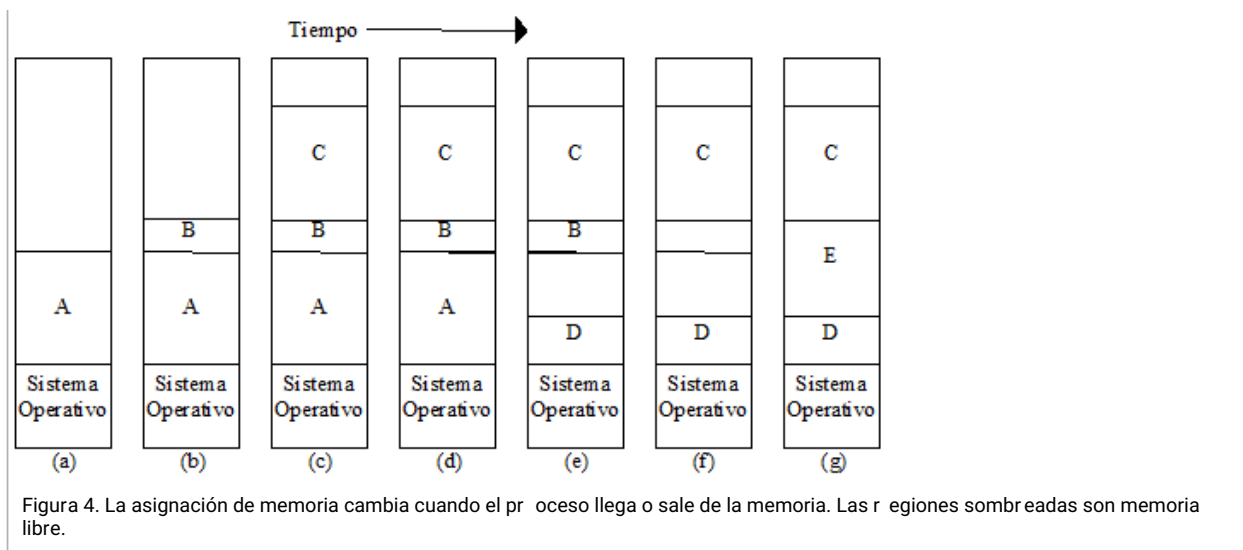 Tiempo
C C C C C
B B B B
E
A A A A
D D D
Sistema Sistema Sistema Sistema Sistema Sistema Sistema
Operativo Operativo Operativo Operativo Operativo Operativo Operativo
(a) (b) (c) (d) (e) (f) (g)
Figura 4. La asignación de memoria cambia cuando el pr oceso llega o sale de la memoria. Las r egiones sombr eadas son memoria
libre.